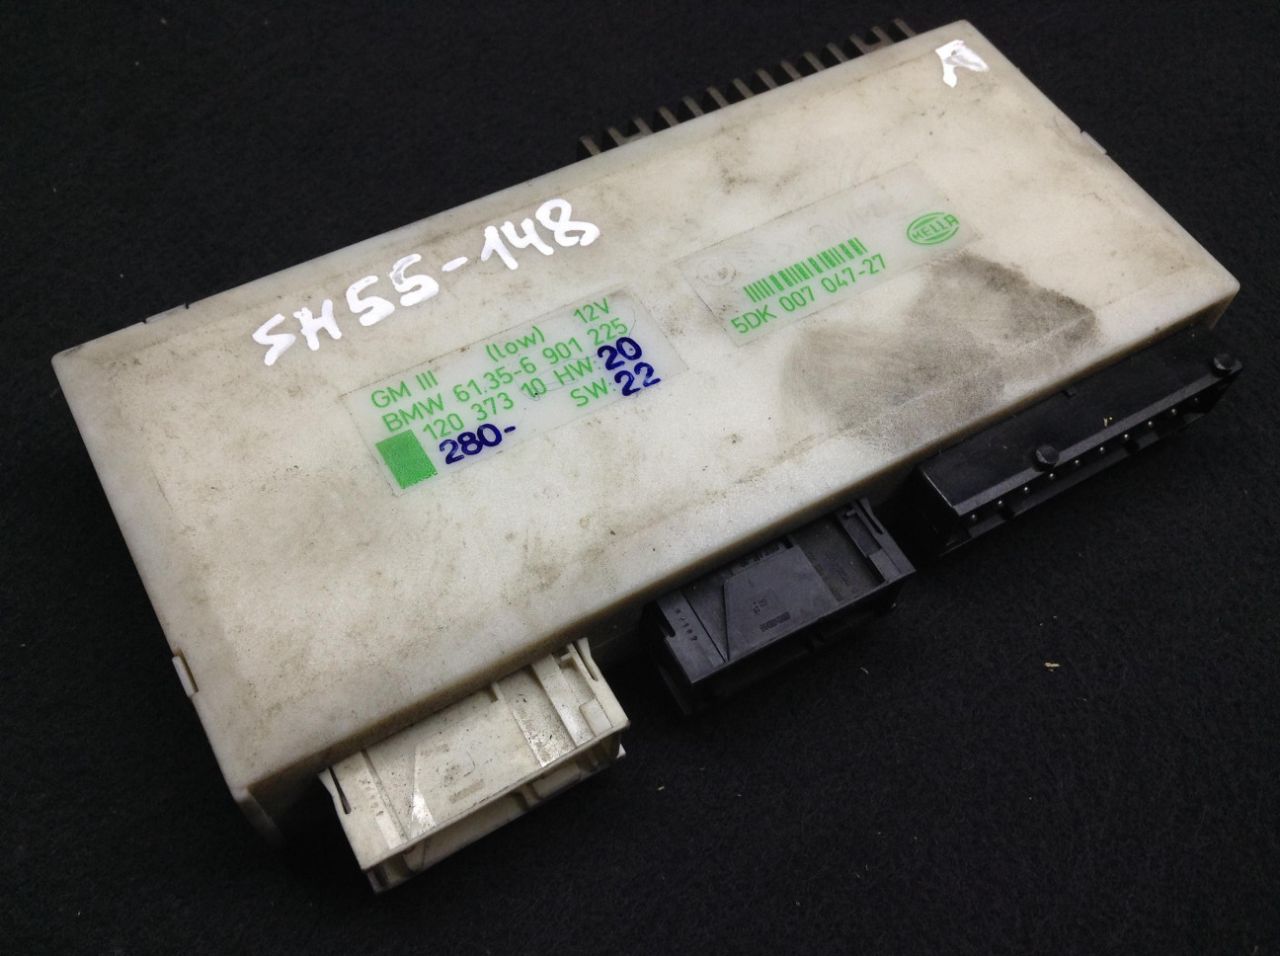 SH55-148
GM III (low) 12V
BMW 61.35-6 901 225
120 373 10 HW: 20
280- SW: 22
HELLA
5DK 007 047-27